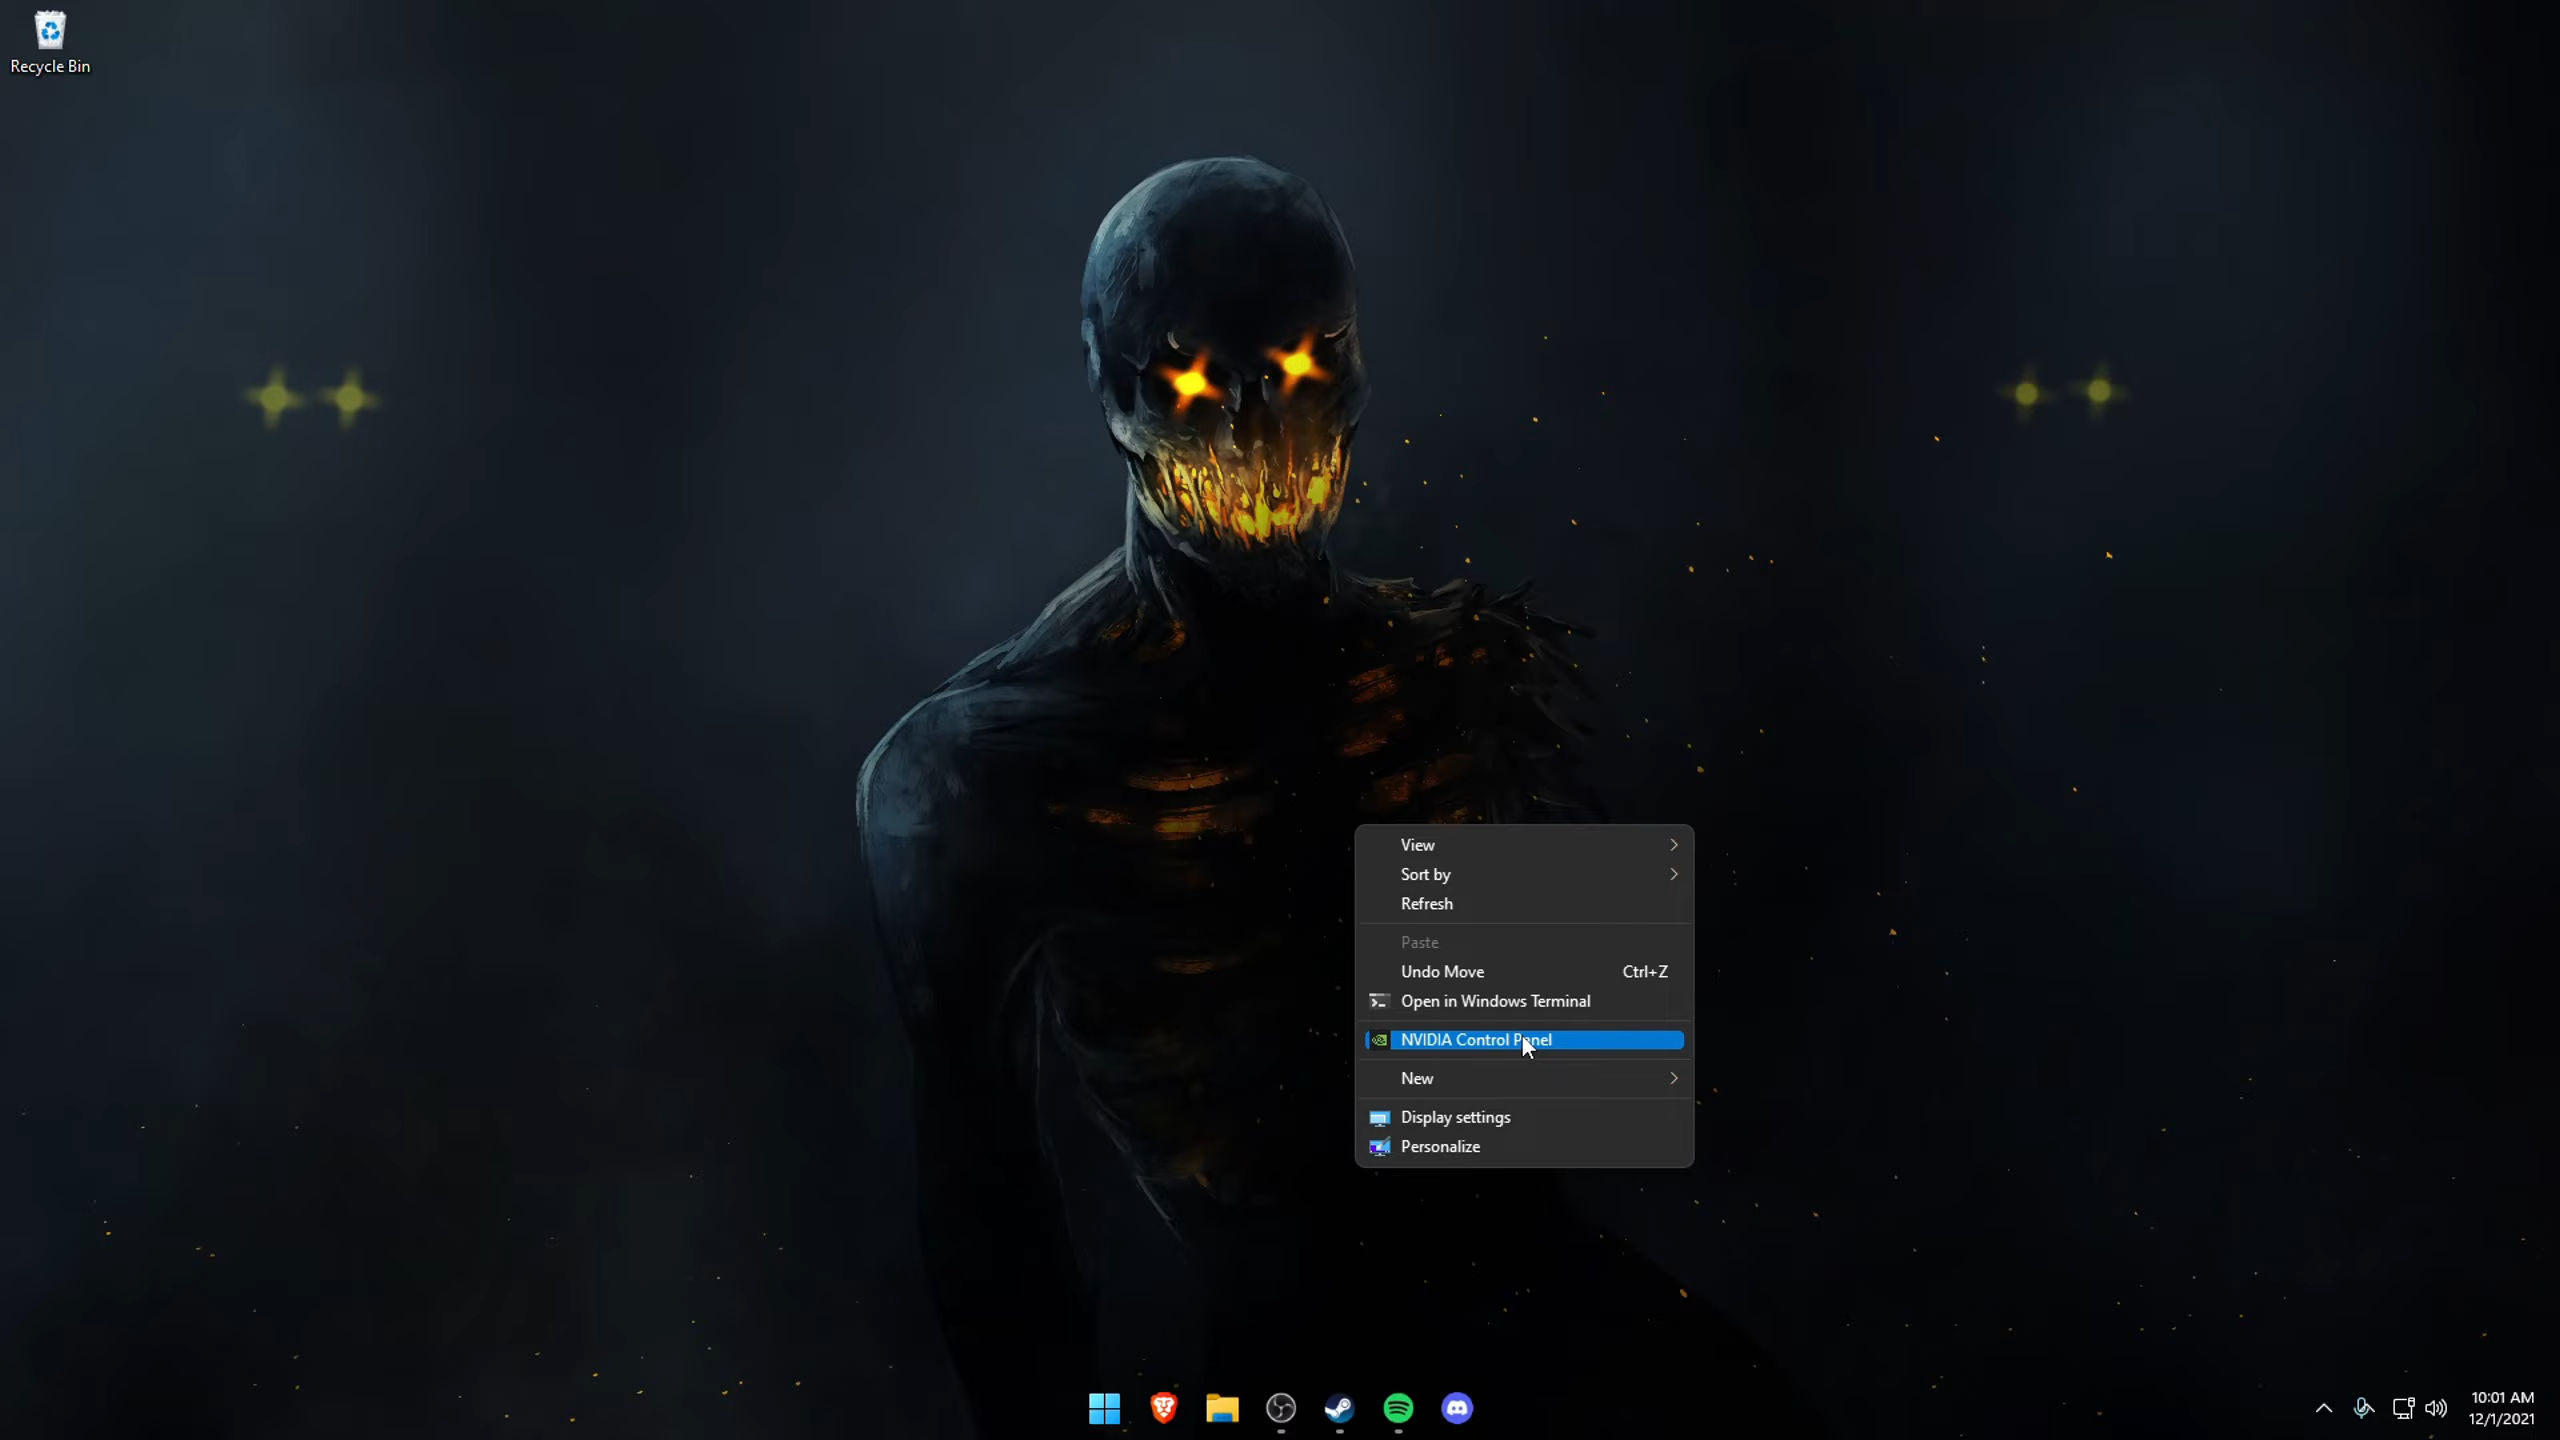 Recycle Bin
View
Sort by
Refresh
Paste
Undo Move Ctrl+Z
Open in Windows Terminal
NVIDIA Control Panel
New
Display settings
Personalize
10:01 AM
12/1/2021